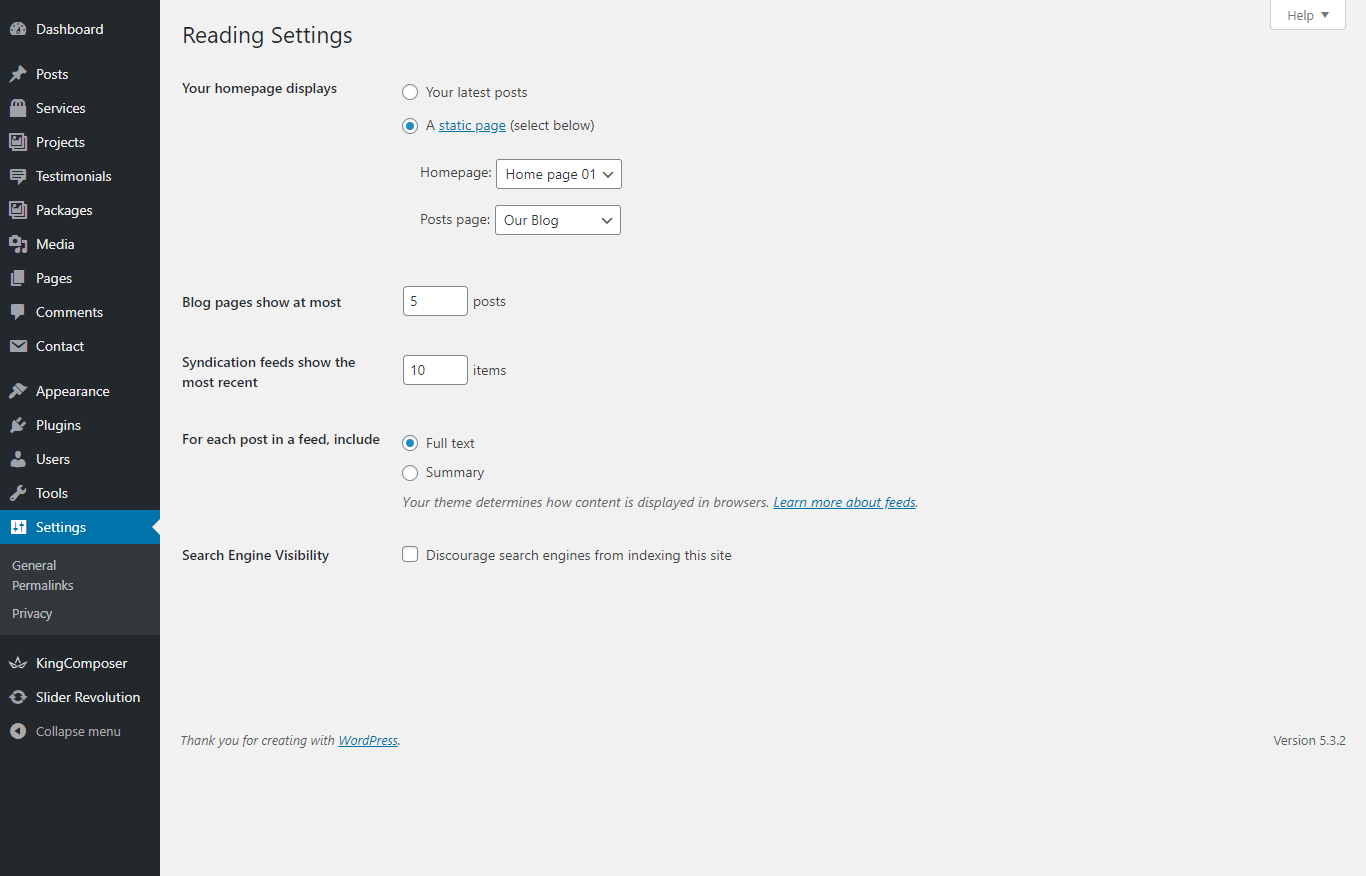 Dashboard
Posts
Services
Projects
Testimonials
Packages
Media
Pages
Comments
Contact
Appearance
Plugins
Users
Tools
Settings
General
Permalinks
Privacy
KingComposer
Slider Revolution
Collapse menu
Help
Reading Settings
Your homepage displays
Your latest posts
A static page (select below)
Homepage: Home page 01
Posts page: Our Blog
Blog pages show at most
5 posts
Syndication feeds show the
most recent
10 items
For each post in a feed, include
Full text
Summary
Your theme determines how content is displayed in browsers. Learn more about feeds.
Search Engine Visibility
Discourage search engines from indexing this site
Thank you for creating with WordPress.
Version 5.3.2